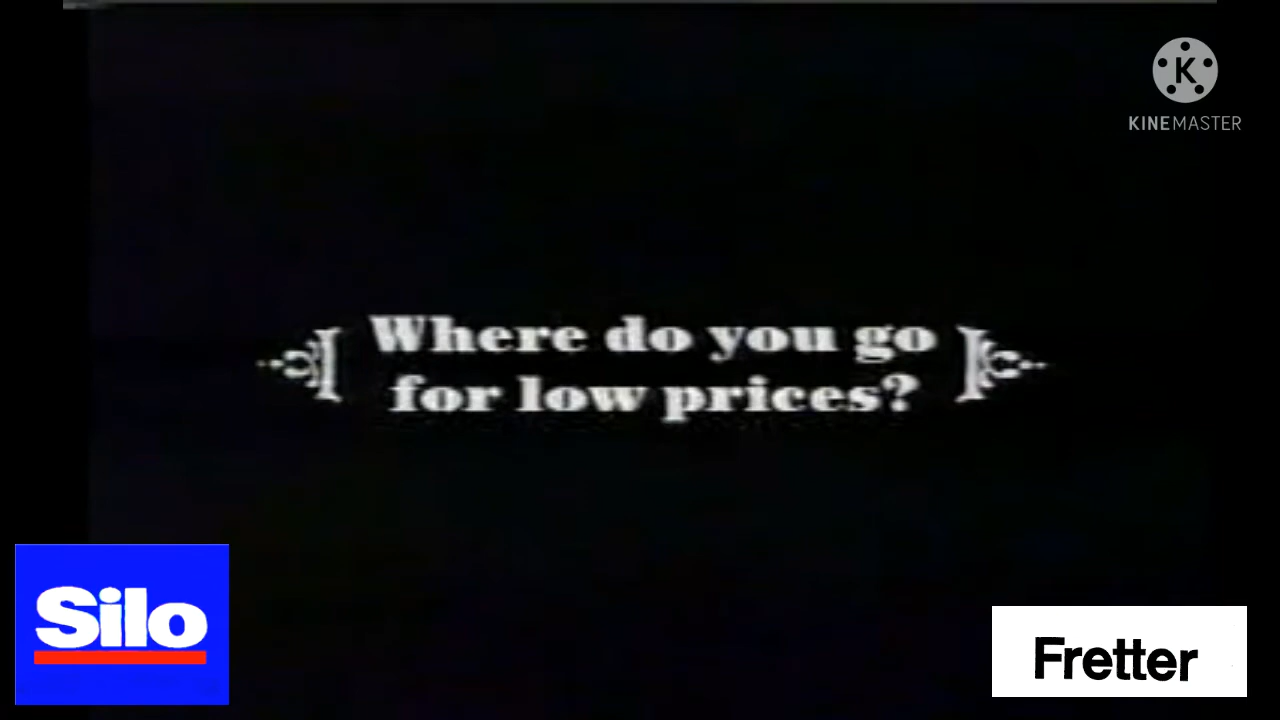 K
KINEMASTER
Where do you go
for low prices?
Silo
Fretter